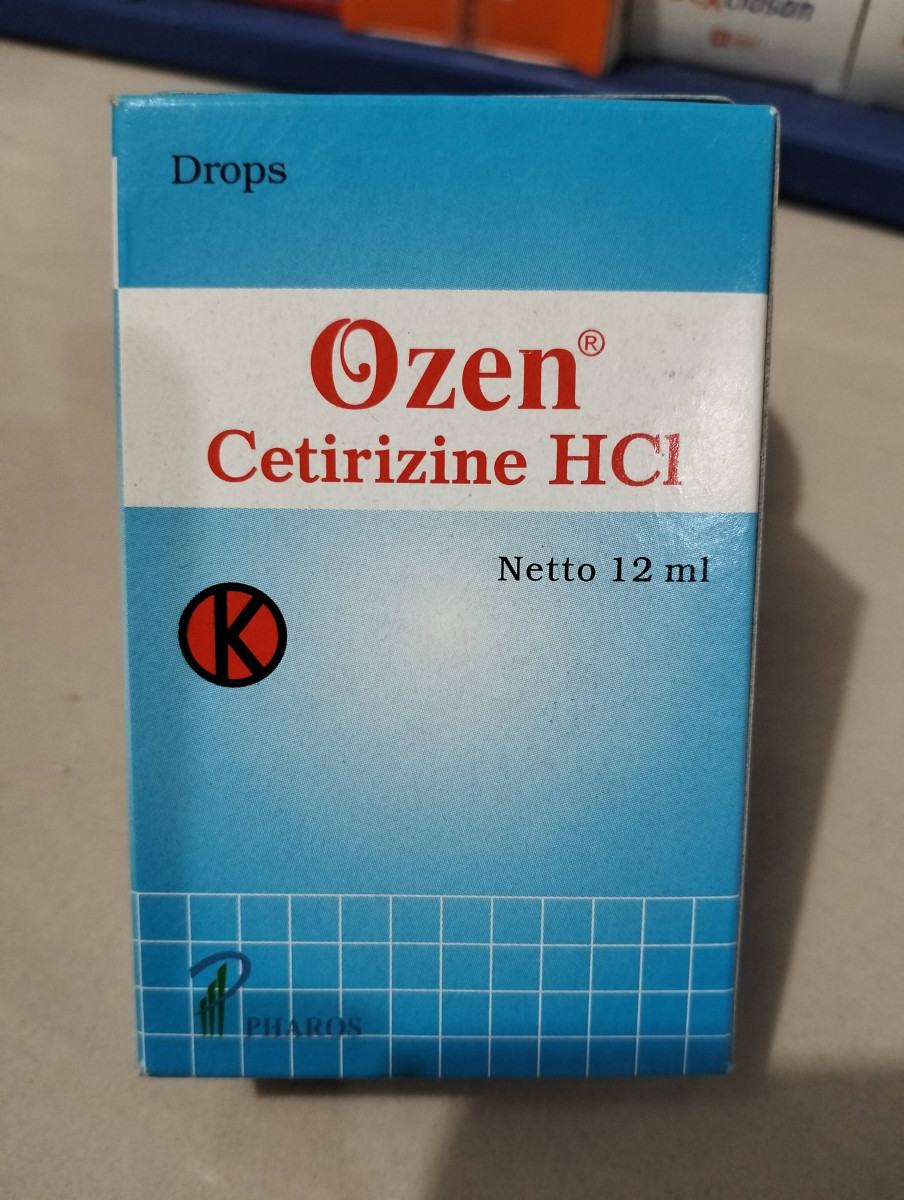 Drops
Ozen®
Cetirizine HCl
Netto 12 ml
K
PHAROS